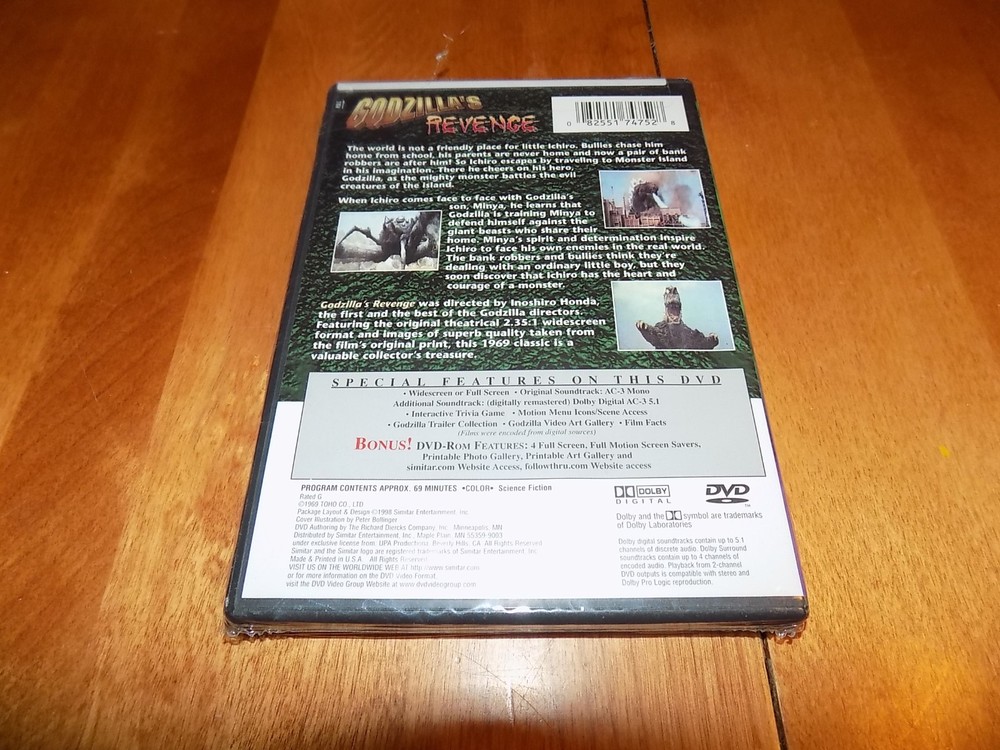 GODZILLA'S
REVENGE
0 82551 74752 8
The world is not a friendly place for little Ichiro. Bullies chase him
home from school, his parents are never home and now a pair of bank
robbers are after him! So Ichiro escapes by traveling to Monster Island
in his imagination. There he cheers on his hero,
Godzilla, as the mighty monster battles the evil
creatures of the island.
When Ichiro comes face to face with Godzilla's
son, Minya, he learns that
Godzilla is training Minya to
defend himself against the
giant beasts who share their
home. Minya's spirit and determination inspire
Ichiro to face his own enemies in the real world.
The bank robbers and bullies think they're
dealing with an ordinary little boy, but they
soon discover that Ichiro has the heart and
courage of a monster.
Godzilla's Revenge was directed by Inoshiro Honda,
the first and the best of the Godzilla directors.
Featuring the original theatrical 2.35:1 widescreen
format and images of superb quality taken from
the film's original print, this 1969 classic is a
valuable collector's treasure.
SPECIAL FEATURES ON THIS DVD
• Widescreen or Full Screen • Original Soundtrack: AC-3 Mono
Additional Soundtrack: (digitally remastered) Dolby Digital AC-3 5.1
• Interactive Trivia Game • Motion Menu Icons/Scene Access
• Godzilla Trailer Collection • Godzilla Video Art Gallery • Film Facts
(Films were encoded from digital sources)
BONUS! DVD-ROM FEATURES: 4 Full Screen, Full Motion Screen Savers,
Printable Photo Gallery, Printable Art Gallery and
simitar.com Website Access, followthru.com Website access
PROGRAM CONTENTS APPROX. 69 MINUTES •COLOR• Science Fiction
Rated G
©1969 TOHO CO., LTD
Package Layout & Design ©1998 Simitar Entertainment, Inc.
Cover Illustration by Peter Bollinger
DVD Authoring by The Richard Diercks Company, Inc., Minneapolis, MN
Distributed by Simitar Entertainment, Inc., Maple Plain, MN 55359-9003
under exclusive license from: UPA Productions, Beverly Hills, CA. All Rights Reserved.
Simitar and the Simitar logo are registered trademarks of Simitar Entertainment, Inc.
Made & Printed in U.S.A. All Rights Reserved.
VISIT US ON THE WORLDWIDE WEB AT http://www.simitar.com
or for more information on the DVD Video Format,
visit the DVD Video Group Website at www.dvdvideogroup.com
DOLBY
DIGITAL
DVD
TM
Dolby and the symbol are trademarks
of Dolby Laboratories
Dolby digital soundtracks contain up to 5.1
channels of discrete audio. Dolby Surround
soundtracks contain up to 4 channels of
encoded audio. Playback from 2-channel
DVD outputs is compatible with stereo and
Dolby Pro Logic reproduction.